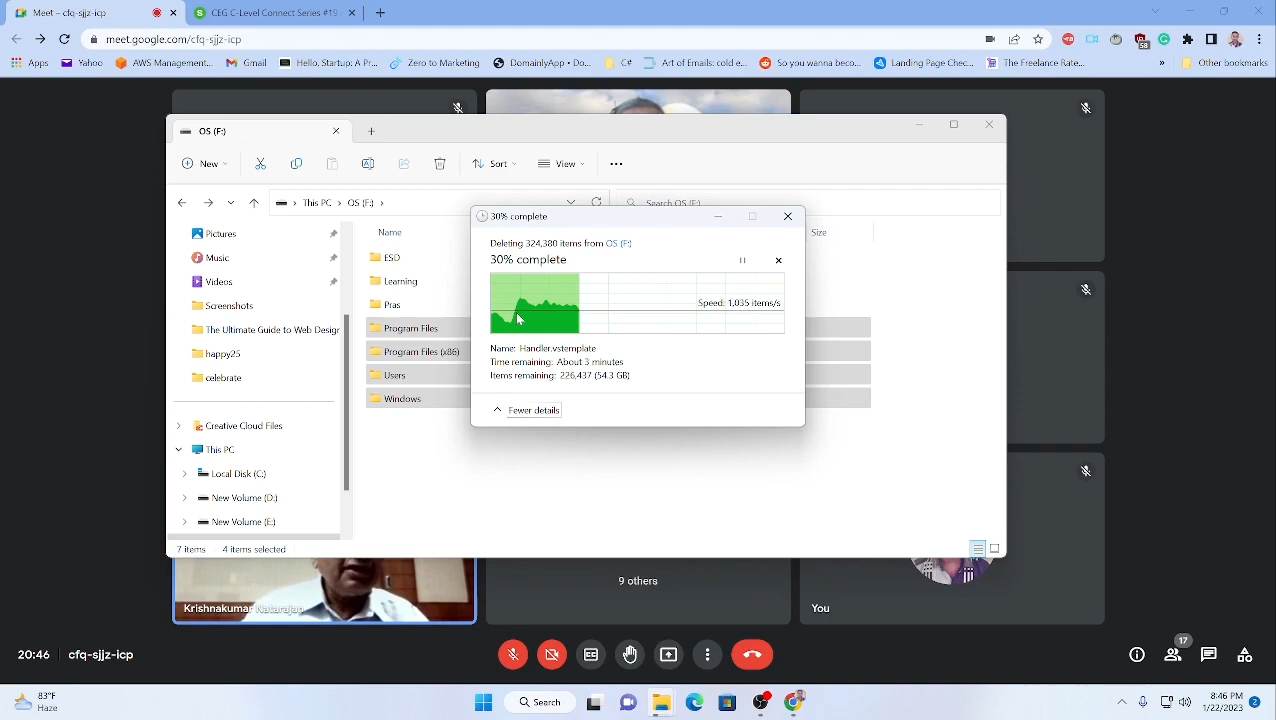 Meet – cfq-sjjz-icp
CEG C-Level Connect Series #19
meet.google.com/cfq-sjjz-icp
Apps
Yahoo
AWS Management...
Gmail
Hello, Startup: A Pr...
Zero to Marketing
DomainlyApp • Do...
C#
Art of Emails: cold e...
So you wanna beco...
Landing Page Chec...
The Freelance Rate...
»
Other bookmarks
OS (F:)
New
Sort
View
This PC > OS (F:) >
Search OS (F:)
Pictures
Music
Videos
Screenshots
The Ultimate Guide to Web Design
happy25
celebrate
Creative Cloud Files
This PC
Local Disk (C:)
New Volume (D:)
New Volume (E:)
Name
Size
ESD
Learning
Pras
Program Files
Program Files (x86)
Users
Windows
7 items
4 items selected
30% complete
Deleting 324,380 items from OS (F:)
30% complete
Speed: 1,035 items/s
Name: Handler.vstemplate
Time remaining: About 3 minutes
Items remaining: 226,437 (54.3 GB)
Fewer details
Krishnakumar Natarajan
9 others
You
20:46
cfq-sjjz-icp
17
83°F
Haze
Search
8:46 PM
1/22/2023
2